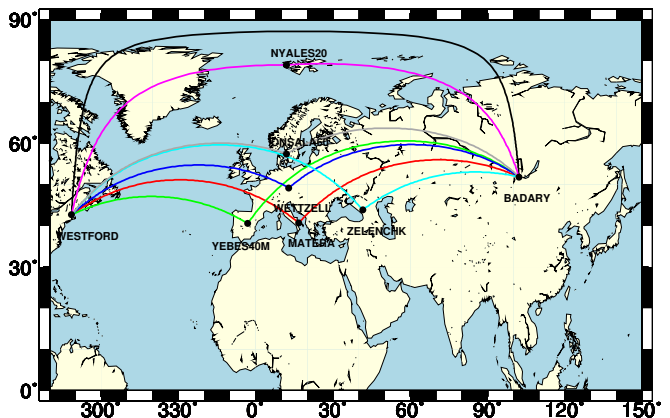 90°
NYALES20
60°
ONSALA60
BADARY
WETTZELL
WESTFORD
ZELENCHK
YEBES40M
MATERA
30°
0°
300° 330° 0° 30° 60° 90° 120° 150°